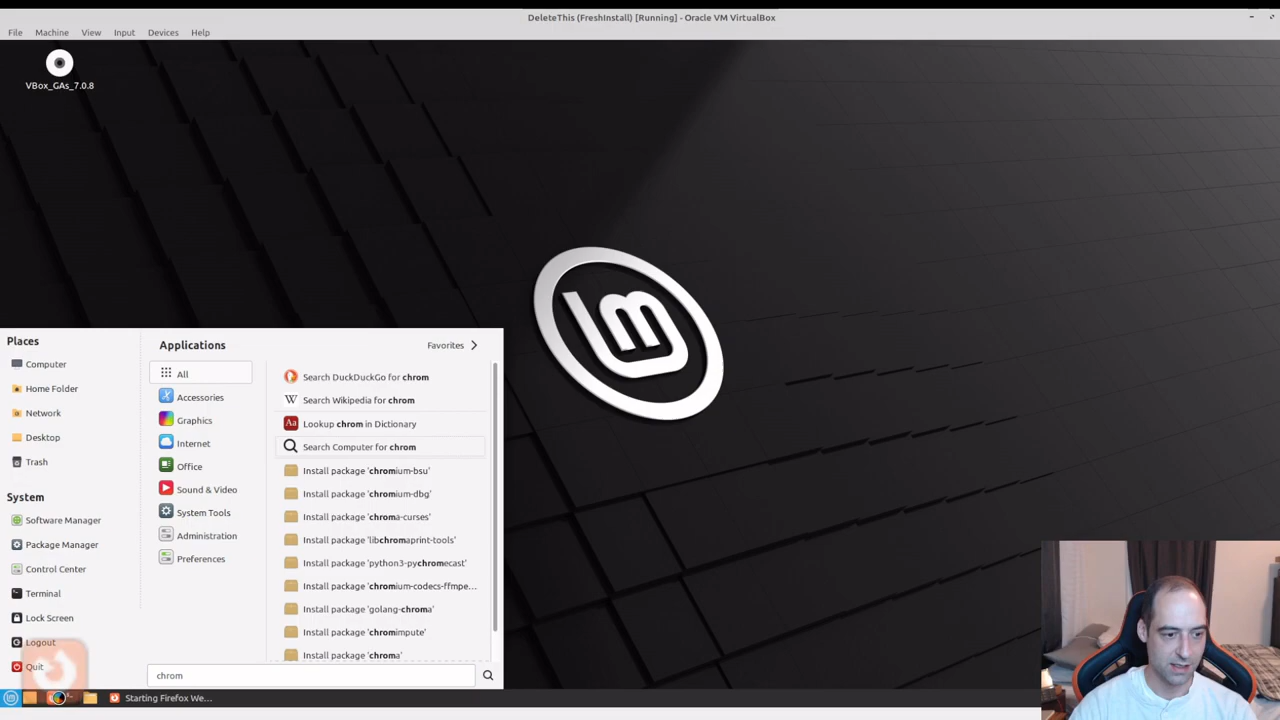 DeleteThis (FreshInstall) [Running] - Oracle VM VirtualBox
File Machine View Input Devices Help
VBox_GAs_7.0.8
Places
Computer
Home Folder
Network
Desktop
Trash
System
Software Manager
Package Manager
Control Center
Terminal
Lock Screen
Logout
Quit
Applications
Favorites
All
Accessories
Graphics
Internet
Office
Sound & Video
System Tools
Administration
Preferences
Search DuckDuckGo for chrom
W Search Wikipedia for chrom
Aa Lookup chrom in Dictionary
Search Computer for chrom
Install package 'chromium-bsu'
Install package 'chromium-dbg'
Install package 'chroma-curses'
Install package 'libchromaprint-tools'
Install package 'python3-pychromecast'
Install package 'chromium-codecs-ffmpe...
Install package 'golang-chroma'
Install package 'chromimpute'
Install package 'chroma'
chrom
Starting Firefox We...